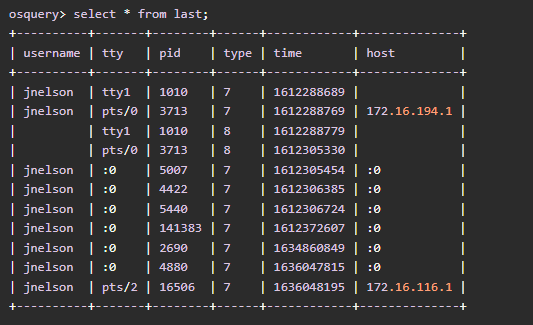 osquery> select * from last;
+----------+-------+--------+------+------------+--------------+
| username | tty   | pid    | type | time       | host         |
+----------+-------+--------+------+------------+--------------+
| jnelson  | tty1  | 1010   | 7    | 1612288689 |              |
| jnelson  | pts/0 | 3713   | 7    | 1612288769 | 172.16.194.1 |
|          | tty1  | 1010   | 8    | 1612288779 |              |
|          | pts/0 | 3713   | 8    | 1612305330 |              |
| jnelson  | :0    | 5007   | 7    | 1612305454 | :0           |
| jnelson  | :0    | 4422   | 7    | 1612306385 | :0           |
| jnelson  | :0    | 5440   | 7    | 1612306724 | :0           |
| jnelson  | :0    | 141383 | 7    | 1612372607 | :0           |
| jnelson  | :0    | 2690   | 7    | 1634860849 | :0           |
| jnelson  | :0    | 4880   | 7    | 1636047815 | :0           |
| jnelson  | pts/2 | 16506  | 7    | 1636048195 | 172.16.116.1 |
+----------+-------+--------+------+------------+--------------+